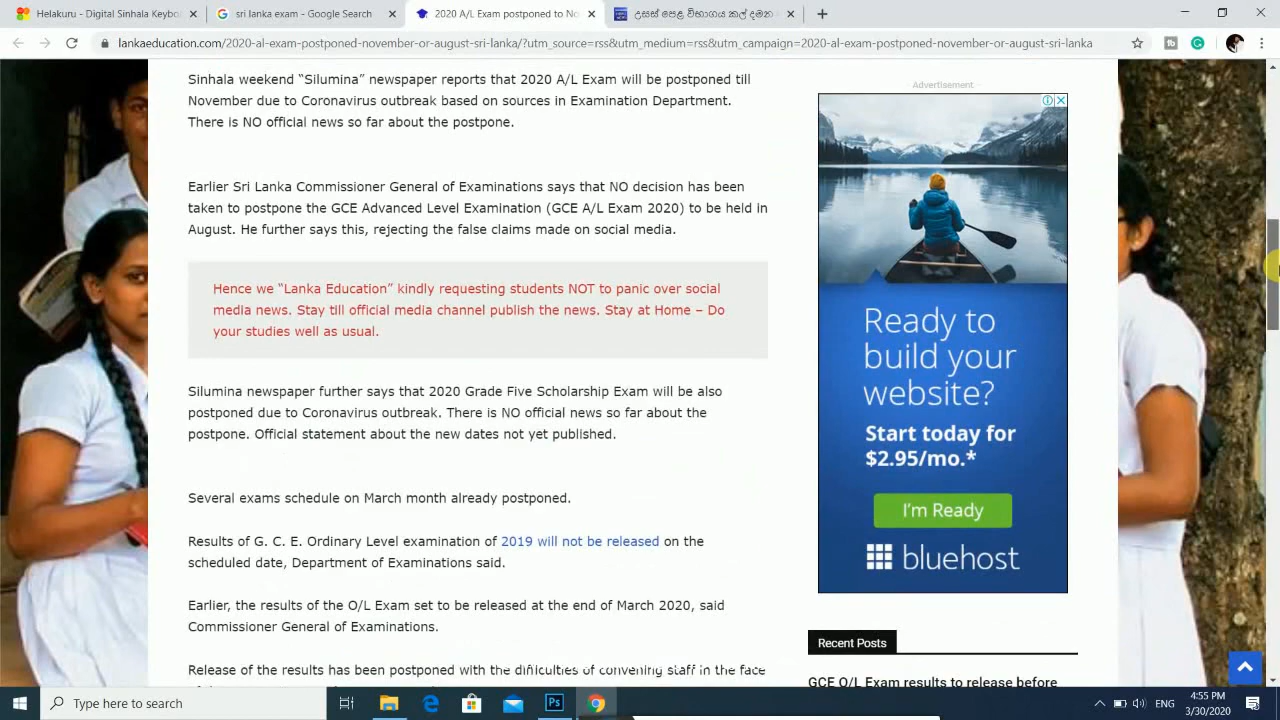 Helakuru - Digital Sinhala Keybo
sri lanka exam - Google Search
2020 A/L Exam postponed to No
උසස් පෙළ විභාගය කල් දමන
lankaeducation.com/2020-al-exam-postponed-november-or-august-sri-lanka/?utm_source=rss&utm_medium=rss&utm_campaign=2020-al-exam-postponed-november-or-august-sri-lanka
Sinhala weekend “Silumina” newspaper reports that 2020 A/L Exam will be postponed till
November due to Coronavirus outbreak based on sources in Examination Department.
There is NO official news so far about the postpone.
Earlier Sri Lanka Commissioner General of Examinations says that NO decision has been
taken to postpone the GCE Advanced Level Examination (GCE A/L Exam 2020) to be held in
August. He further says this, rejecting the false claims made on social media.
Hence we “Lanka Education” kindly requesting students NOT to panic over social
media news. Stay till official media channel publish the news. Stay at Home – Do
your studies well as usual.
Silumina newspaper further says that 2020 Grade Five Scholarship Exam will be also
postponed due to Coronavirus outbreak. There is NO official news so far about the
postpone. Official statement about the new dates not yet published.
Several exams schedule on March month already postponed.
Results of G. C. E. Ordinary Level examination of 2019 will not be released on the
scheduled date, Department of Examinations said.
Earlier, the results of the O/L Exam set to be released at the end of March 2020, said
Commissioner General of Examinations.
Release of the results has been postponed with the difficulties of convening staff in the face
Advertisement
Ready to
build your
website?
Start today for
$2.95/mo.*
I'm Ready
bluehost
Recent Posts
GCE O/L Exam results to release before
Type here to search
Ps
ENG
4:55 PM
3/30/2020